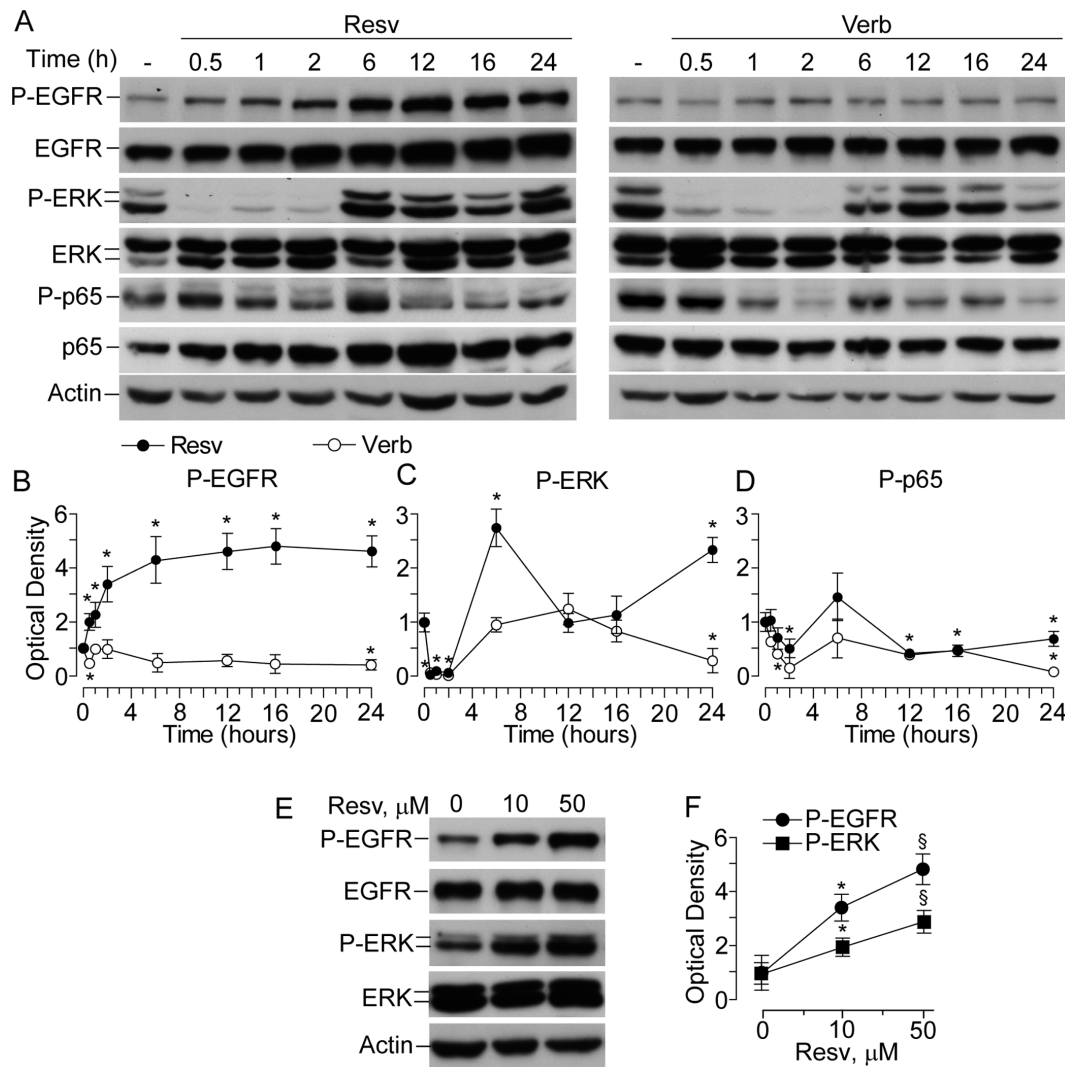 A
Resv Verb
Time (h) - 0.5 1 2 6 12 16 24 - 0.5 1 2 6 12 16 24
P-EGFR
EGFR
P-ERK
ERK
P-p65
p65
Actin
Resv Verb
B P-EGFR C P-ERK D P-p65
Optical Density
6 4 2 0
* * * * * * * * *
0 4 8 12 16 20 24
Time (hours)
3 2 1 0
* * * * * *
0 4 8 12 16 20 24
Time (hours)
3 2 1 0
* * * * * *
0 4 8 12 16 20 24
Time (hours)
E Resv, μM 0 10 50
P-EGFR
EGFR
P-ERK
ERK
Actin
F P-EGFR
P-ERK
Optical Density
6 4 2 0
* * § §
0 10 50
Resv, μM